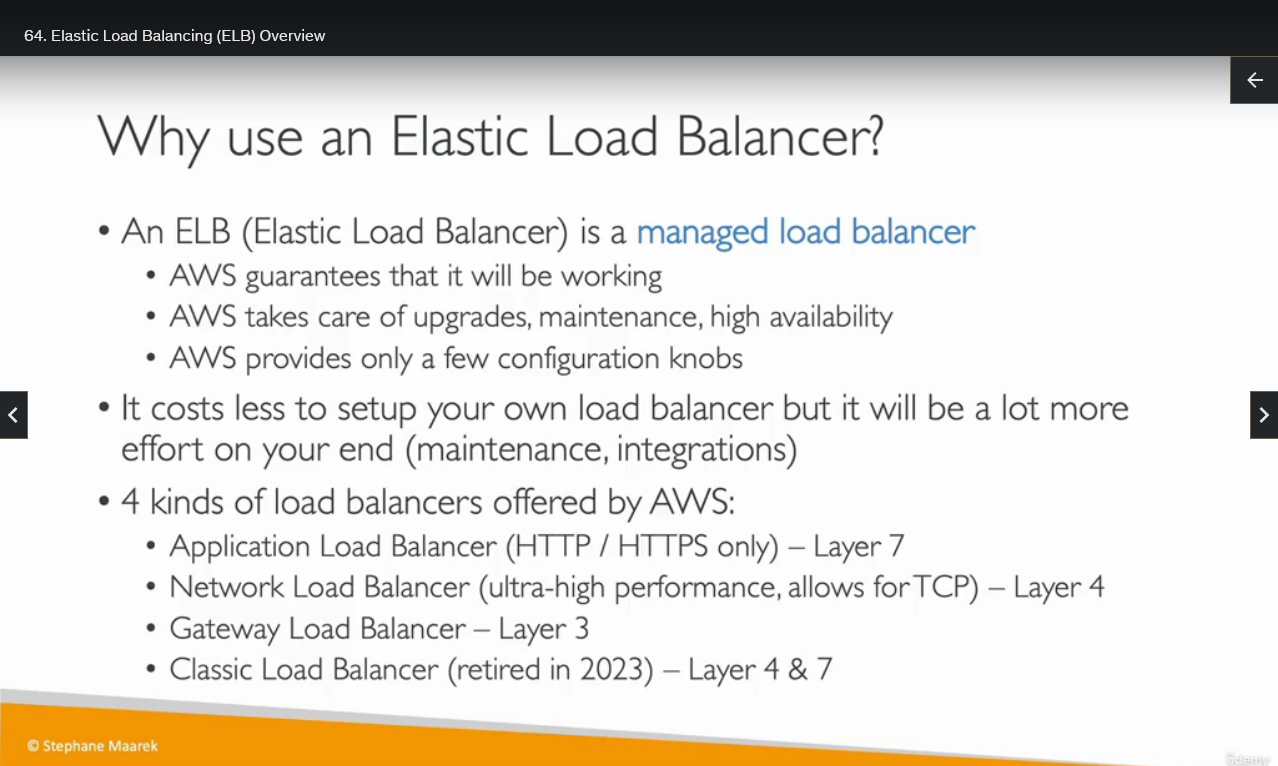 64. Elastic Load Balancing (ELB) Overview
Why use an Elastic Load Balancer?
• An ELB (Elastic Load Balancer) is a managed load balancer
• AWS guarantees that it will be working
• AWS takes care of upgrades, maintenance, high availability
• AWS provides only a few configuration knobs
• It costs less to setup your own load balancer but it will be a lot more
effort on your end (maintenance, integrations)
• 4 kinds of load balancers offered by AWS:
• Application Load Balancer (HTTP / HTTPS only) – Layer 7
• Network Load Balancer (ultra-high performance, allows for TCP) – Layer 4
• Gateway Load Balancer – Layer 3
• Classic Load Balancer (retired in 2023) – Layer 4 & 7
© Stephane Maarek
Udemy